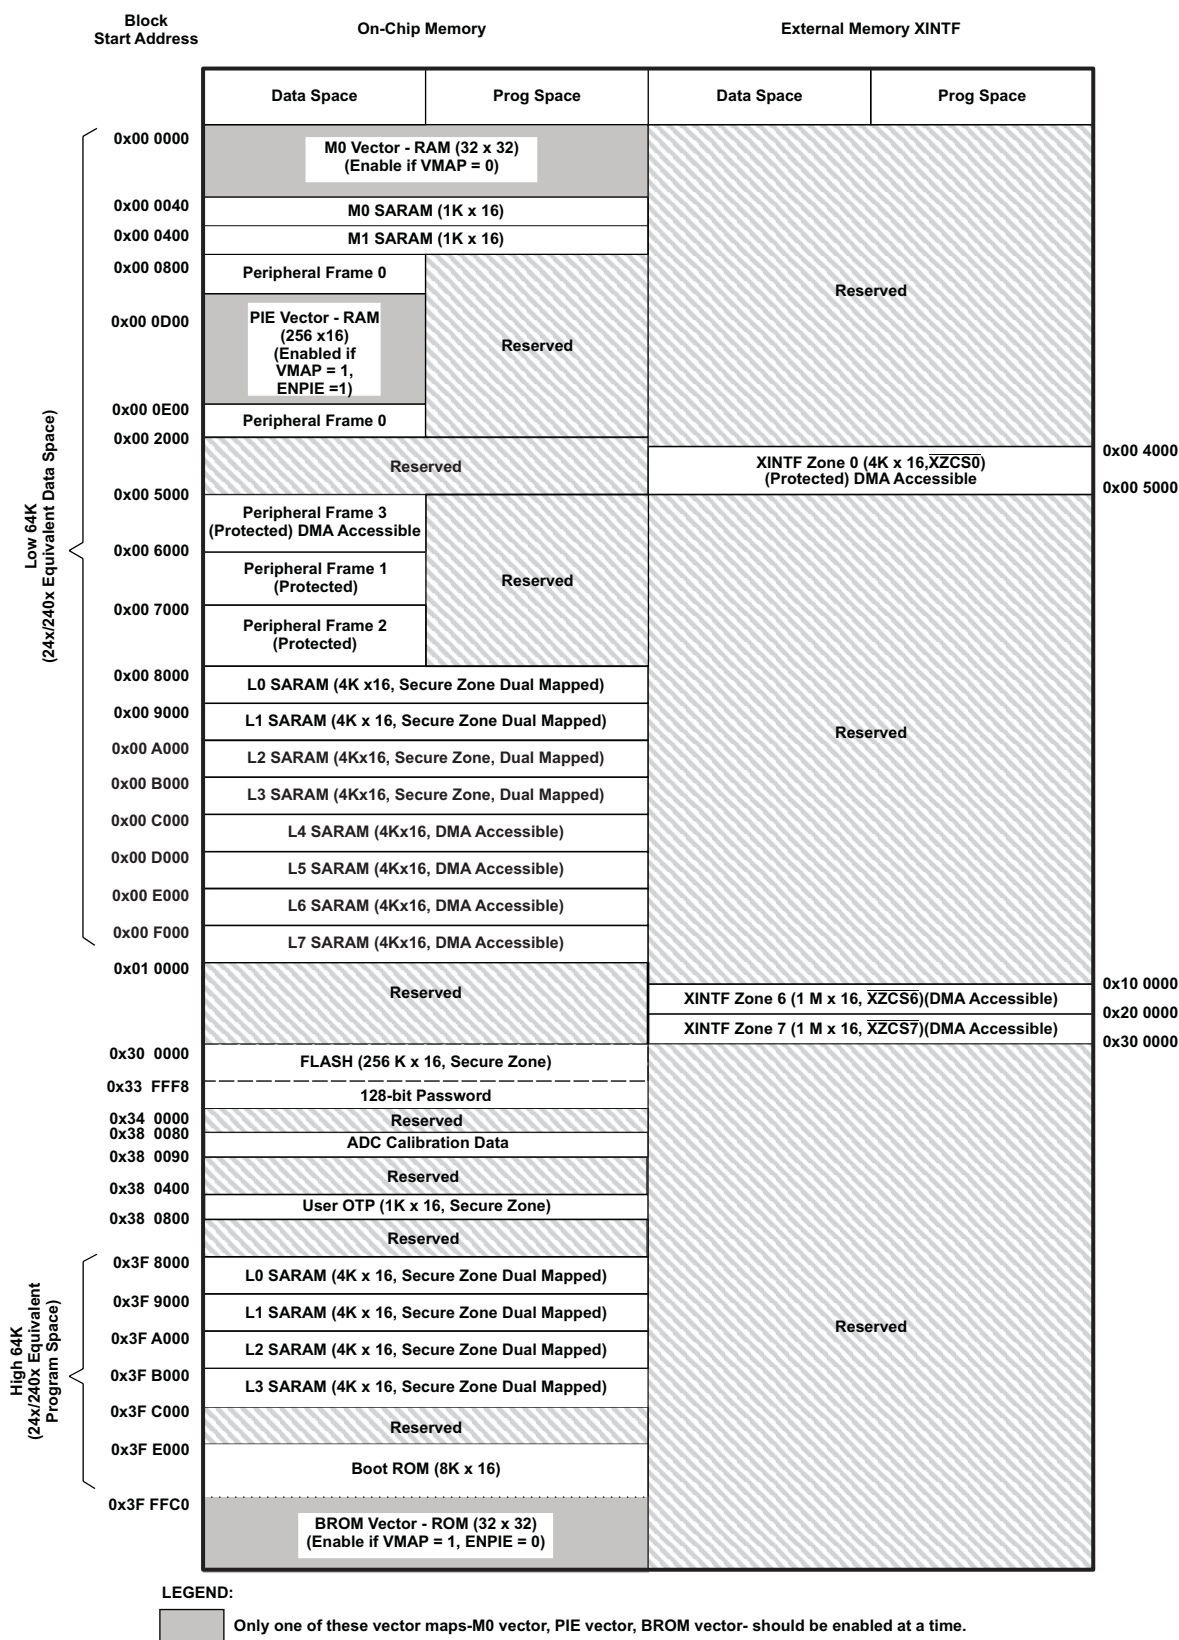 Block
Start Address
On-Chip Memory
External Memory XINTF
Data Space
Prog Space
Data Space
Prog Space
0x00 0000
M0 Vector - RAM (32 x 32)
(Enable if VMAP = 0)
0x00 0040
M0 SARAM (1K x 16)
0x00 0400
M1 SARAM (1K x 16)
0x00 0800
Peripheral Frame 0
Reserved
0x00 0D00
PIE Vector - RAM
(256 x16)
(Enabled if
VMAP = 1,
ENPIE =1)
Reserved
0x00 0E00
Peripheral Frame 0
0x00 2000
Reserved
XINTF Zone 0 (4K x 16,XZCS0)
(Protected) DMA Accessible
0x00 4000
0x00 5000
0x00 5000
Peripheral Frame 3
(Protected) DMA Accessible
Low 64K
(24x/240x Equivalent Data Space)
0x00 6000
Peripheral Frame 1
(Protected)
Reserved
0x00 7000
Peripheral Frame 2
(Protected)
0x00 8000
L0 SARAM (4K x16, Secure Zone Dual Mapped)
0x00 9000
L1 SARAM (4K x 16, Secure Zone Dual Mapped)
Reserved
0x00 A000
L2 SARAM (4Kx16, Secure Zone, Dual Mapped)
0x00 B000
L3 SARAM (4Kx16, Secure Zone, Dual Mapped)
0x00 C000
L4 SARAM (4Kx16, DMA Accessible)
0x00 D000
L5 SARAM (4Kx16, DMA Accessible)
0x00 E000
L6 SARAM (4Kx16, DMA Accessible)
0x00 F000
L7 SARAM (4Kx16, DMA Accessible)
0x01 0000
Reserved
0x10 0000
XINTF Zone 6 (1 M x 16, XZCS6)(DMA Accessible)
0x20 0000
XINTF Zone 7 (1 M x 16, XZCS7)(DMA Accessible)
0x30 0000
0x30 0000
FLASH (256 K x 16, Secure Zone)
0x33 FFF8
128-bit Password
0x34 0000
Reserved
0x38 0080
ADC Calibration Data
0x38 0090
Reserved
0x38 0400
User OTP (1K x 16, Secure Zone)
0x38 0800
Reserved
0x3F 8000
L0 SARAM (4K x 16, Secure Zone Dual Mapped)
0x3F 9000
L1 SARAM (4K x 16, Secure Zone Dual Mapped)
Reserved
0x3F A000
L2 SARAM (4K x 16, Secure Zone Dual Mapped)
High 64K
(24x/240x Equivalent
Program Space)
0x3F B000
L3 SARAM (4K x 16, Secure Zone Dual Mapped)
0x3F C000
Reserved
0x3F E000
Boot ROM (8K x 16)
0x3F FFC0
BROM Vector - ROM (32 x 32)
(Enable if VMAP = 1, ENPIE = 0)
LEGEND:
Only one of these vector maps-M0 vector, PIE vector, BROM vector- should be enabled at a time.